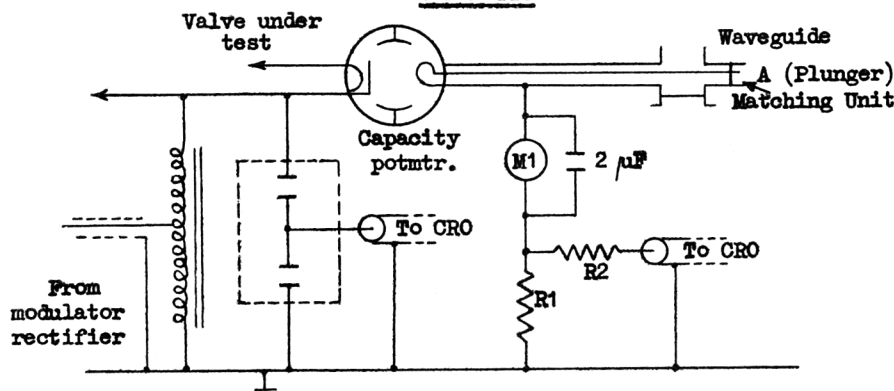 Valve under
test
Waveguide
A (Plunger)
Matching Unit
Capacity
potmtr.
M1
2 μF
To CRO
To CRO
R2
R1
From
modulator
rectifier